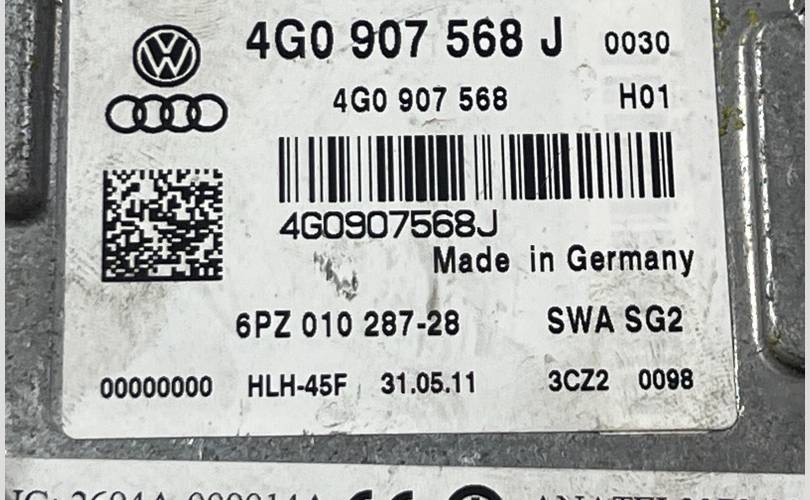 4G0 907 568 J 0030
4G0 907 568 H01
4G0907568J
Made in Germany
6PZ 010 287-28 SWA SG2
00000000 HLH-45F 31.05.11 3CZ2 0098